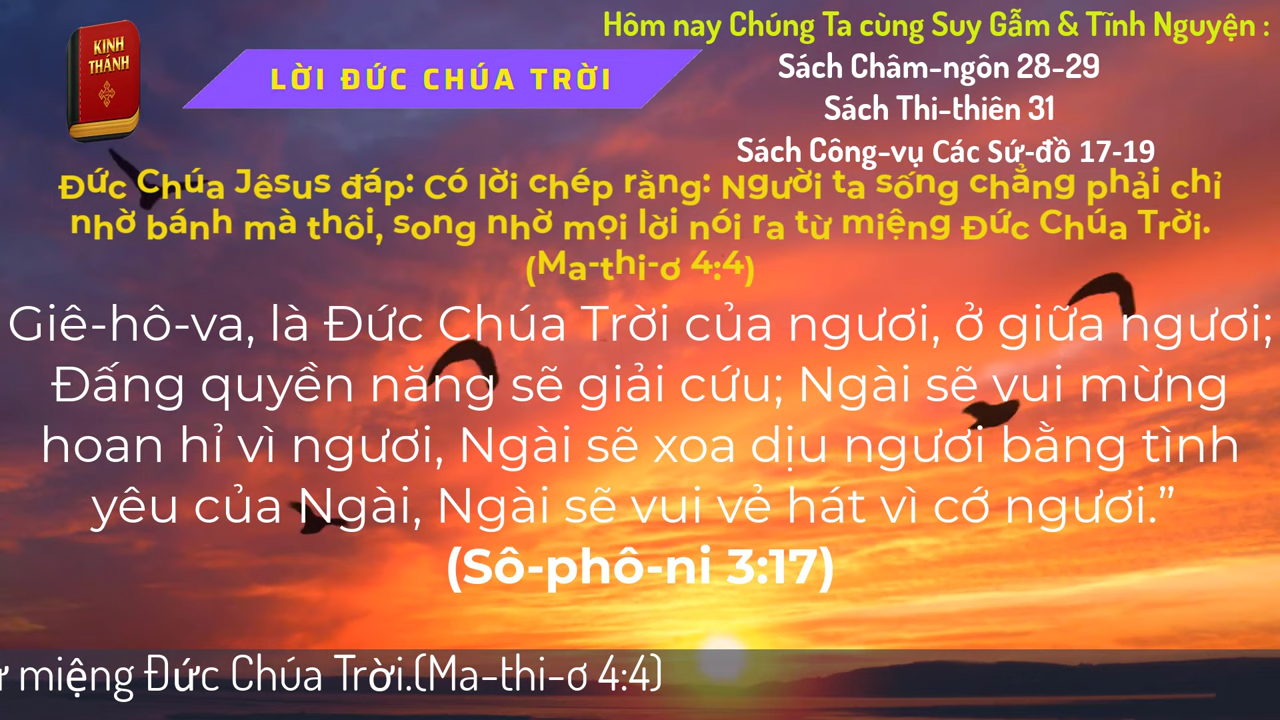 Hôm nay Chúng Ta cùng Suy Gẫm & Tĩnh Nguyện :
KINH
THÁNH
LỜI ĐỨC CHÚA TRỜI
Sách Châm-ngôn 28-29
Sách Thi-thiên 31
Sách Công-vụ Các Sứ-đồ 17-19
Đức Chúa Jêsus đáp: Có lời chép rằng: Người ta sống chẳng phải chỉ
nhờ bánh mà thôi, song nhờ mọi lời nói ra từ miệng Đức Chúa Trời.
(Ma-thi-ơ 4:4)
Giê-hô-va, là Đức Chúa Trời của ngươi, ở giữa ngươi;
Đấng quyền năng sẽ giải cứu; Ngài sẽ vui mừng
hoan hỉ vì ngươi, Ngài sẽ xoa dịu ngươi bằng tình
yêu của Ngài, Ngài sẽ vui vẻ hát vì cớ ngươi.”
(Sô-phô-ni 3:17)
miệng Đức Chúa Trời.(Ma-thi-ơ 4:4)